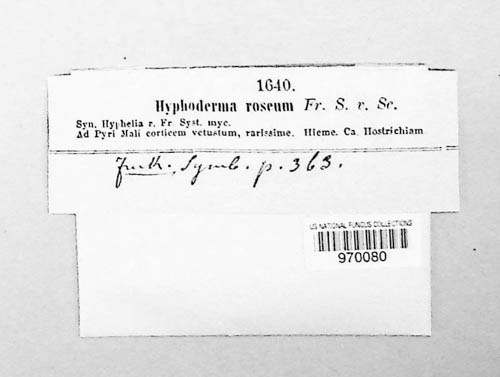 1640.
Hyphoderma roseum Fr. S. v. Sc.
Syn. Hyphelia r. Fr. Syst. myc.
Ad Pyri Mali corticem vetustum, rarissime. Hieme. Ca. Hostrichiam
Fuck. Symb. p. 363.
US NATIONAL FUNGUS COLLECTIONS
970080